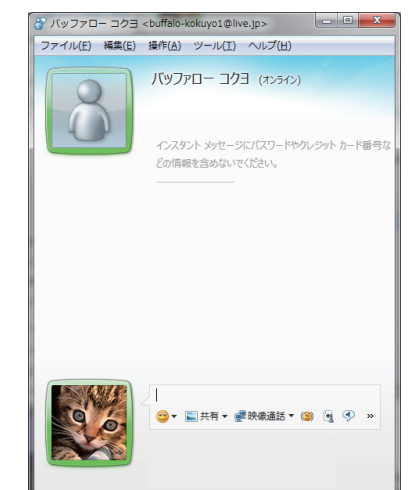 バッファロー コクヨ <buffalo-kokuyo1@live.jp>
ファイル(F) 編集(E) 操作(A) ツール(T) ヘルプ(H)
バッファロー コクヨ (オンライン)
インスタント メッセージにパスワードやクレジット カード番号な
どの情報を含めないでください。
共有 映像通話 »